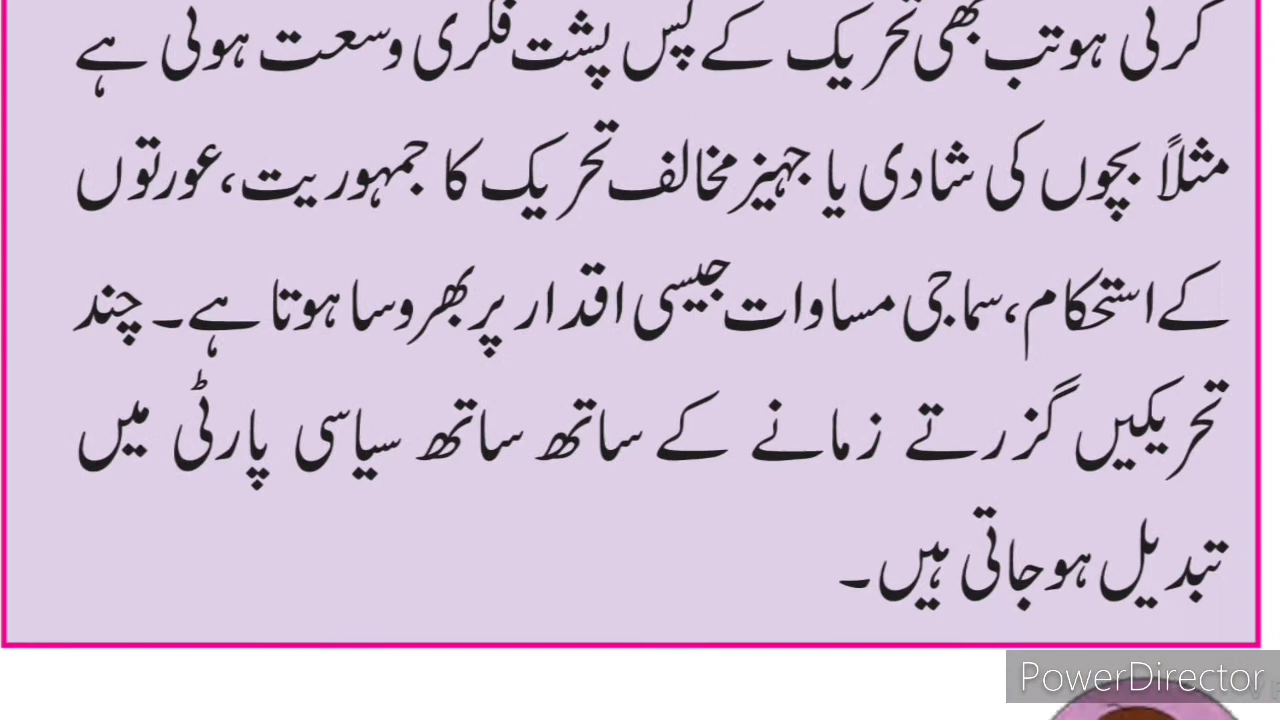 کرتی ہو تب بھی تحریک کے پس پشت فکری وسعت ہوتی ہے
مثلاً بچوں کی شادی یا جہیز مخالف تحریک کا جمہوریت، عورتوں
کے استحکام، سماجی مساوات جیسی اقدار پر بھروسا ہوتا ہے۔ چند
تحریکیں گزرتے زمانے کے ساتھ ساتھ سیاسی پارٹی میں
تبدیل ہوجاتی ہیں۔
PowerDirector